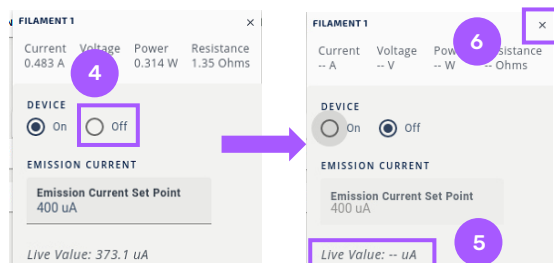 FILAMENT 1 ×
Current Voltage Power Resistance
0.483 A 0.314 W 1.35 Ohms
4
DEVICE
On Off
EMISSION CURRENT
Emission Current Set Point
400 uA
Live Value: 373.1 uA
FILAMENT 1 ×
6
Current Voltage Pow sistance
-- A -- V -- W -- Ohms
DEVICE
On Off
EMISSION CURRENT
Emission Current Set Point
400 uA
5
Live Value: -- uA